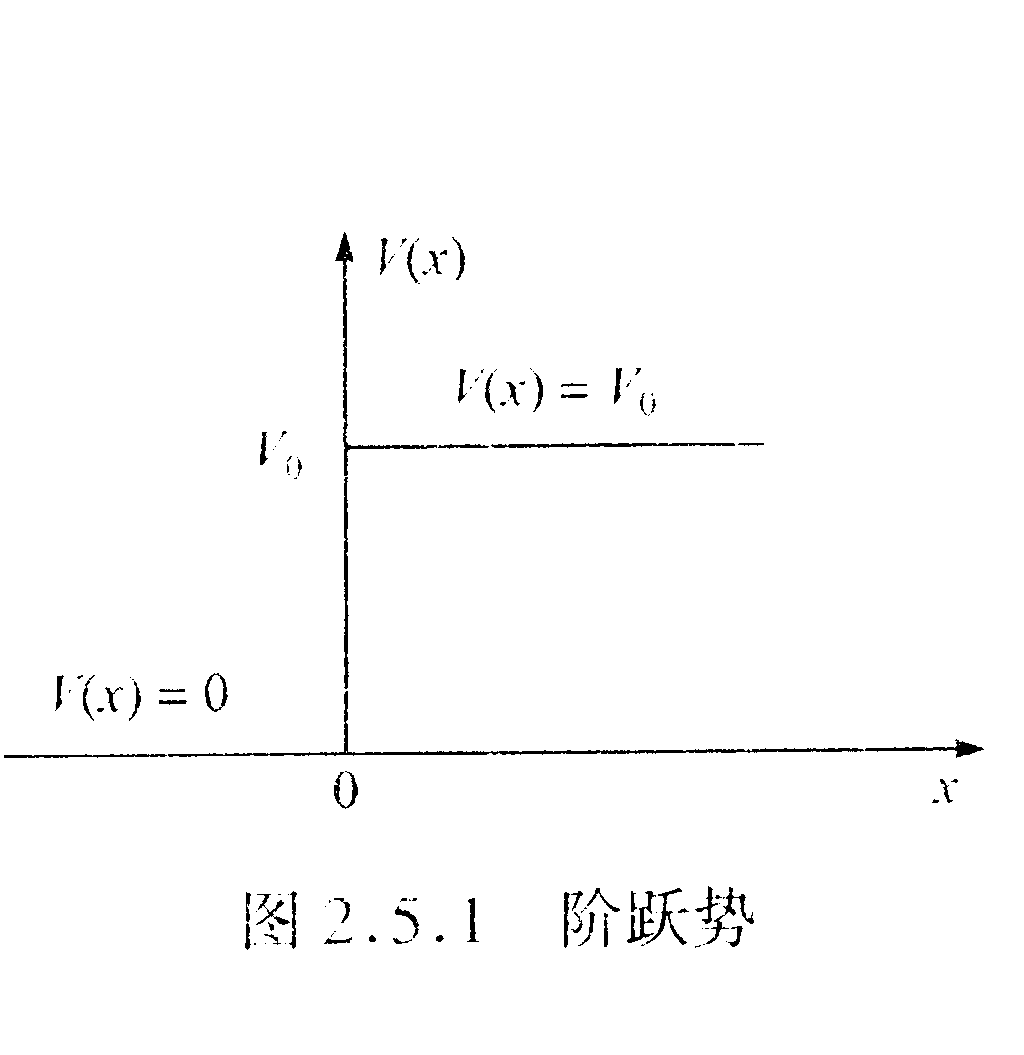 V(x)
V(x) = V₀
V₀
V(x) = 0
0
x
图 2.5.1 阶跃势